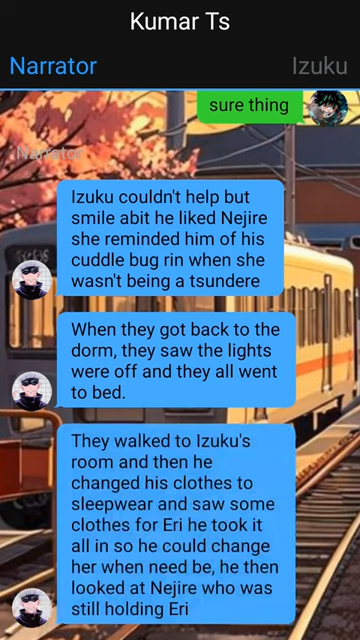 Kumar Ts
Narrator
Izuku
sure thing
Narrator
Izuku couldn't help but
smile abit he liked Nejire
she reminded him of his
cuddle bug rin when she
wasn't being a tsundere
When they got back to the
dorm, they saw the lights
were off and they all went
to bed.
They walked to Izuku's
room and then he
changed his clothes to
sleepwear and saw some
clothes for Eri he took it
all in so he could change
her when need be, he then
looked at Nejire who was
still holding Eri